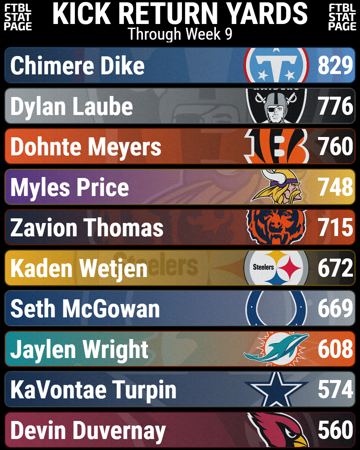 FTBL
STAT
PAGE
KICK RETURN YARDS
Through Week 9
FTBL
STAT
PAGE
Chimere Dike 829
Dylan Laube RAIDERS 776
Dohnte Meyers 760
Myles Price 748
Zavion Thomas 715
Kaden Wetjen Steelers Steelers 672
Seth McGowan 669
Jaylen Wright 608
KaVontae Turpin 574
Devin Duvernay 560